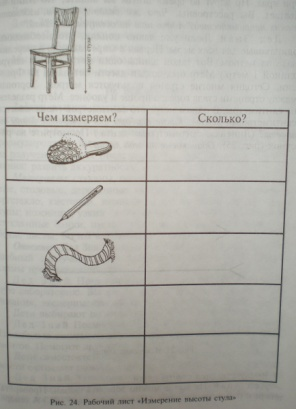 высота стула
Чем измеряем? Сколько?
Рис. 24. Рабочий лист «Измерение высоты стула»